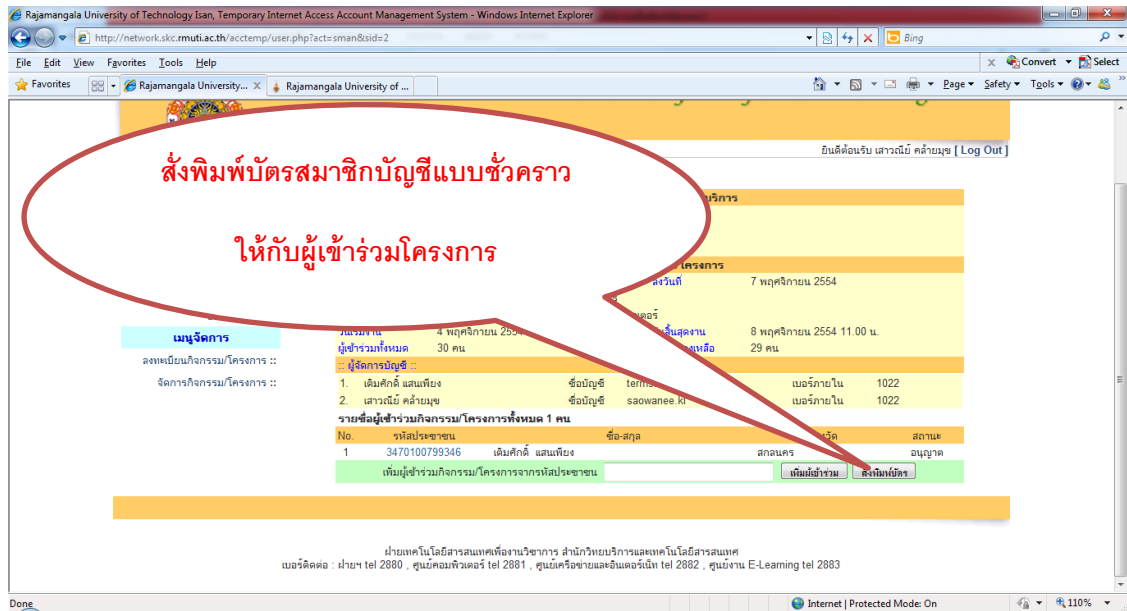 Rajamangala University of Technology Isan, Temporary Internet Access Account Management System - Windows Internet Explorer
http://network.skc.rmuti.ac.th/acctemp/user.php?act=sman&sid=2
Bing
File Edit View Favorites Tools Help
Convert Select
Favorites Rajamangala University... Rajamangala University of ... Page Safety Tools
ยินดีต้อนรับ เสาวณีย์ คล้ายมุข [ Log Out ]
สั่งพิมพ์บัตรสมาชิกบัญชีแบบชั่วคราว
ให้กับผู้เข้าร่วมโครงการ
โครงการ
ลงวันที่ 7 พฤศจิกายน 2554
วันเริ่มงาน 4 พฤศจิกายน 2554 สิ้นสุดงาน 8 พฤศจิกายน 2554 11.00 น.
ผู้เข้าร่วมทั้งหมด 30 คน 29 คน
:: ผู้จัดการบัญชี ::
1. เติมศักดิ์ แสนเพียง ชื่อบัญชี เบอร์ภายใน 1022
2. เสาวณีย์ คล้ายมุข ชื่อบัญชี saowanee.kl เบอร์ภายใน 1022
เมนูจัดการ
ลงทะเบียนกิจกรรม/โครงการ ::
จัดการกิจกรรม/โครงการ ::
รายชื่อผู้เข้าร่วมกิจกรรม/โครงการทั้งหมด 1 คน
No. รหัสประชาชน ชื่อ-สกุล สถานะ
1 3470100799346 เติมศักดิ์ แสนเพียง สกลนคร อนุญาต
เพิ่มผู้เข้าร่วมกิจกรรม/โครงการจากรหัสประชาชน เพิ่มผู้เข้าร่วม สั่งพิมพ์บัตร
ฝ่ายเทคโนโลยีสารสนเทศเพื่องานวิชาการ สำนักวิทยบริการและเทคโนโลยีสารสนเทศ
เบอร์ติดต่อ : ฝ่ายฯ tel 2880 , ศูนย์คอมพิวเตอร์ tel 2881 , ศูนย์เครือข่ายและอินเตอร์เน็ท tel 2882 , ศูนย์งาน E-Learning tel 2883
Done Internet | Protected Mode: On 110%